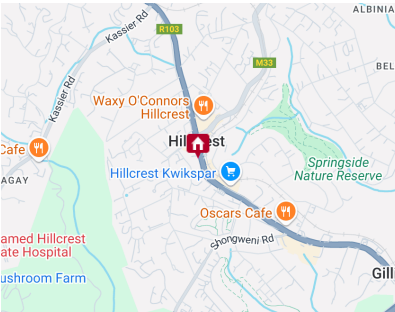 ALBINIA
R103
Kassier Rd
M33
BEL
Waxy O'Connors
Hillcrest
Kassier Rd
Hillcrest
Cafe
Springside
Nature Reserve
Hillcrest Kwikspar
AGAY
Oscars Cafe
amed Hillcrest
ate Hospital
Shongweni Rd
Gill
ushroom Farm